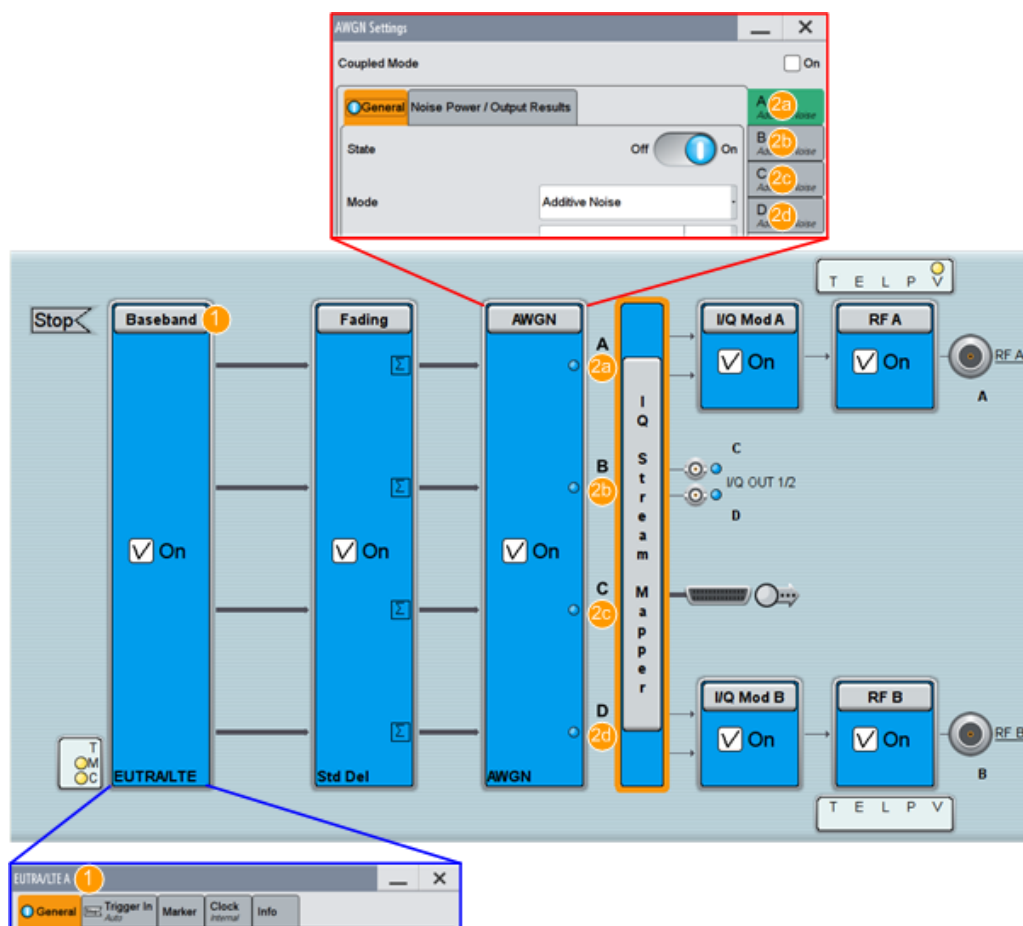 AWGN Settings
Coupled Mode
On
General
Noise Power / Output Results
A
2a
B
2b
C
2c
D
2d
State
Off
On
Mode
Additive Noise
T E L P V
Stop
Baseband
1
Fading
AWGN
I/Q Mod A
RF A
A
2a
On
On
RF A
A
IQ Stream Mapper
B
2b
C
I/Q OUT 1/2
D
On
On
On
C
2c
D
2d
I/Q Mod B
RF B
On
On
RF B
B
T
M
C
EUTRA/LTE
Std Del
AWGN
T E L P V
EUTRA/LTE A
1
General
Trigger In
Auto
Marker
Clock
Internal
Info